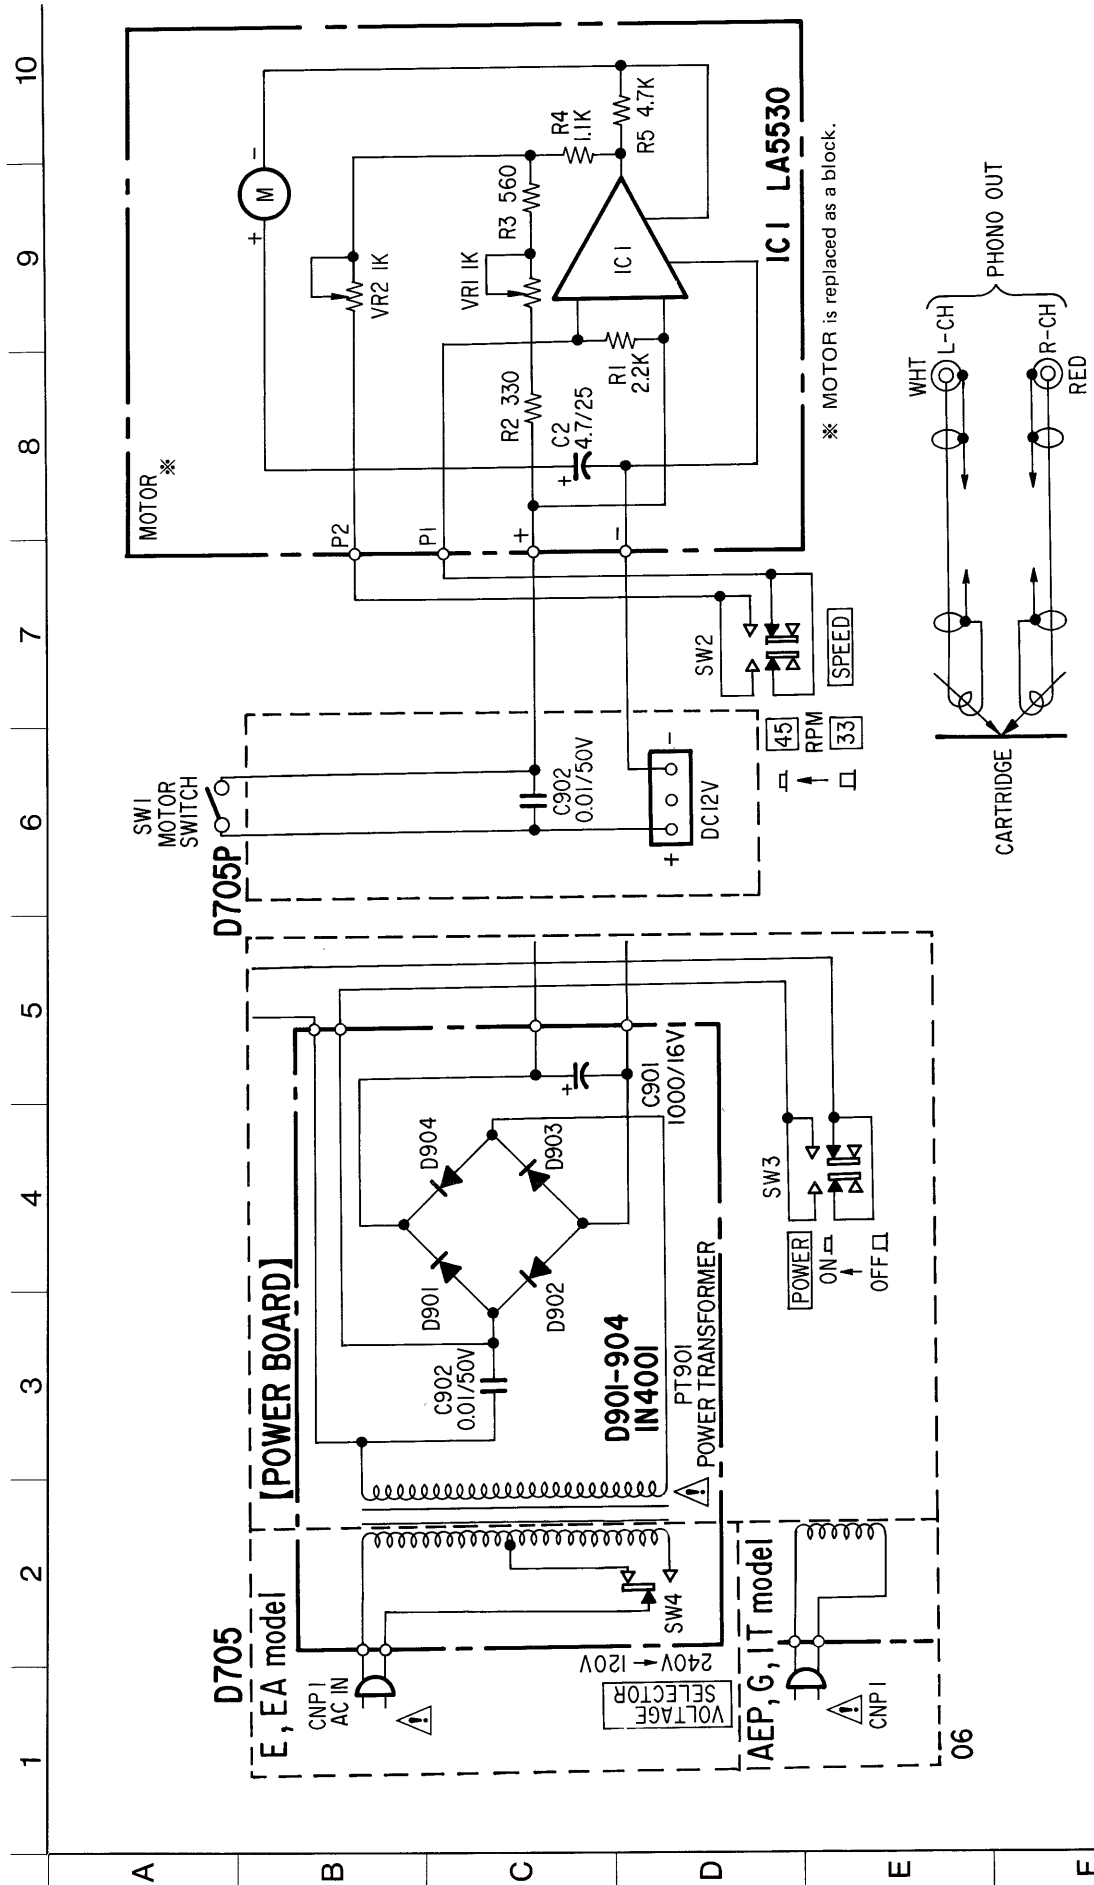 1
2
3
4
5
6
7
8
9
10
A
B
C
D
E
F
D705
E, EA model
CNP1
AC IN
VOLTAGE
SELECTOR
240V←120V
SW4
AEP, G, IT model
CNP1
06
[POWER BOARD]
C902
0.01/50V
D901
D902
D903
D904
D901-904
1N4001
PT901
POWER TRANSFORMER
C901
1000/16V
+
POWER
ON
OFF
SW3
D705P
SW1
MOTOR
SWITCH
C902
0.01/50V
+
-
DC12V
45
RPM
33
SW2
SPEED
MOTOR ※
P2
P1
+
-
+
M
-
VR2 1K
VR1 1K
R2 330
R3 560
R4
1.1K
R5 4.7K
C2
4.7/25
+
R1
2.2K
IC1
IC1 LA5530
※ MOTOR is replaced as a block.
CARTRIDGE
WHT
L-CH
R-CH
RED
PHONO OUT